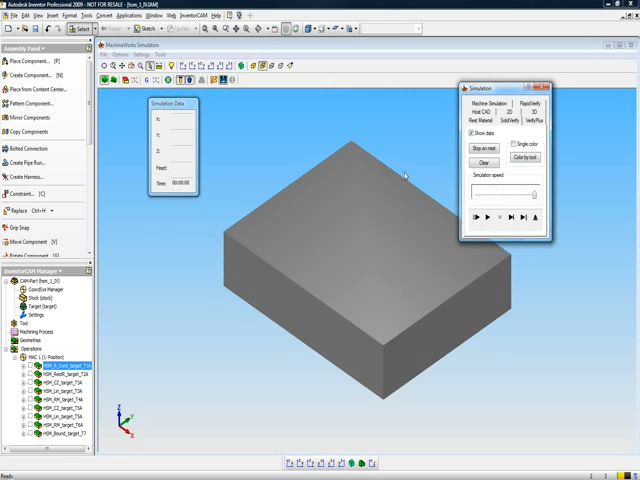 Autodesk Inventor Professional 2009 - NOT FOR RESALE - [hsm_1_IV.IAM]
File Edit View Insert Format Tools Convert Applications Window Web Help InventorCAM
Select
Return
Sketch
Assembly Panel
Place Component... [P]
Create Component... [N]
Place from Content Center...
Pattern Component...
Mirror Components
Copy Components
Bolted Connection
Create Pipe Run...
Create Harness...
Constraint... [C]
Replace Ctrl+H
Grip Snap
Move Component [V]
Rotate Component [G]
InventorCAM Manager
CAM-Part (hsm_1_IV)
CoordSys Manager
Stock (stock)
Target (target)
Settings
Tool
Machining Process
Geometries
Operations
MAC 1 (1- Position)
HSM_R_Cont_target_T1A
HSM_RestR_target_T2A
HSM_CZ_target_T3A
HSM_Lin_target_T3A
HSM_RM_target_T4A
HSM_CZ_target_T5A
HSM_Lin_target_T5A
HSM_RM_target_T6A
HSM_Bound_target_T7
MachineWorks Simulation
File Options Simulation Settings Tools
Simulation Data
X:
Y:
Z:
Feed:
Time: 00:00:00
Simulation
Machine Simulation RapidVerify
Host CAD 2D 3D
Rest Material SolidVerify VerifyPlus
Show data
Stop on next
Single color
Clear
Color by tool
Simulation speed
Z
Y
X
Ready
2 3